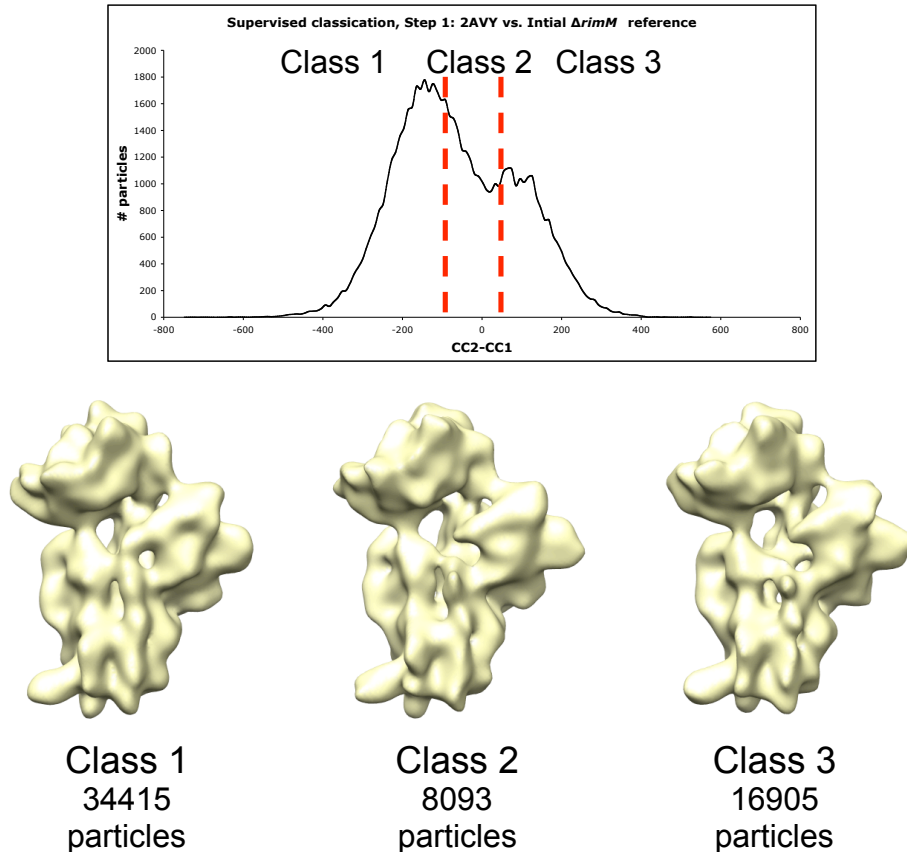 Supervised classication, Step 1: 2AVY vs. Intial ΔrimM reference
Class 1 Class 2 Class 3
2000
1800
1600
1400
1200
1000
800
600
400
200
0
# particles
-800 -600 -400 -200 0 200 400 600 800
CC2-CC1
Class 1 Class 2 Class 3
34415 8093 16905
particles particles particles